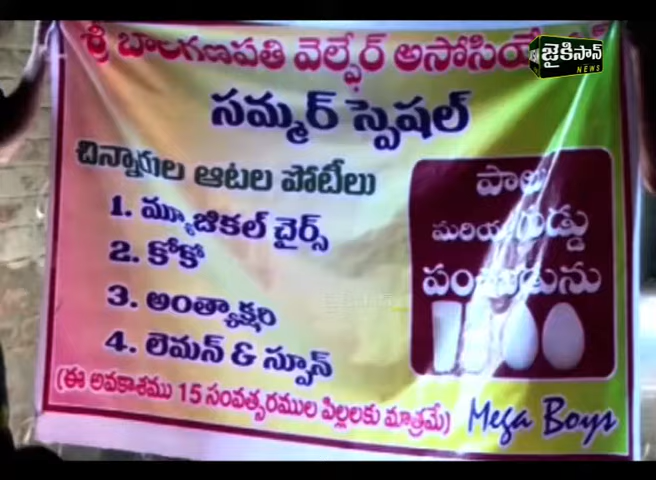 శ్రీ బాలగణపతి వెల్ఫేర్ అసోసియేషన్
జైకిసాన్
NEWS
సమ్మర్ స్పెషల్
చిన్నారుల ఆటల పోటీలు
1. మ్యూజికల్ చైర్స్
2. కోకో
3. అంత్యాక్షరి
4. లెమన్ & స్పూన్
(ఈ అవకాశము 15 సంవత్సరముల పిల్లలకు మాత్రమే)
పాలు
మరియు గ్రుడ్డు
పంచబడును
Mega Boys